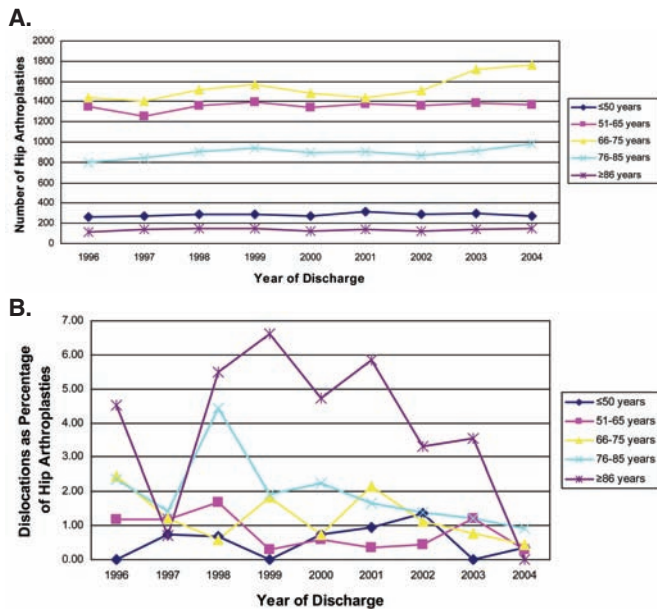 A.
Number of Hip Arthroplasties
2000
1800
1600
1400
1200
1000
800
600
400
200
0
1996 1997 1998 1999 2000 2001 2002 2003 2004
Year of Discharge
≤50 years
51-65 years
66-75 years
76-85 years
≥86 years
B.
Dislocations as Percentage
of Hip Arthroplasties
7.00
6.00
5.00
4.00
3.00
2.00
1.00
0.00
1996 1997 1998 1999 2000 2001 2002 2003 2004
Year of Discharge
≤50 years
51-65 years
66-75 years
76-85 years
≥86 years